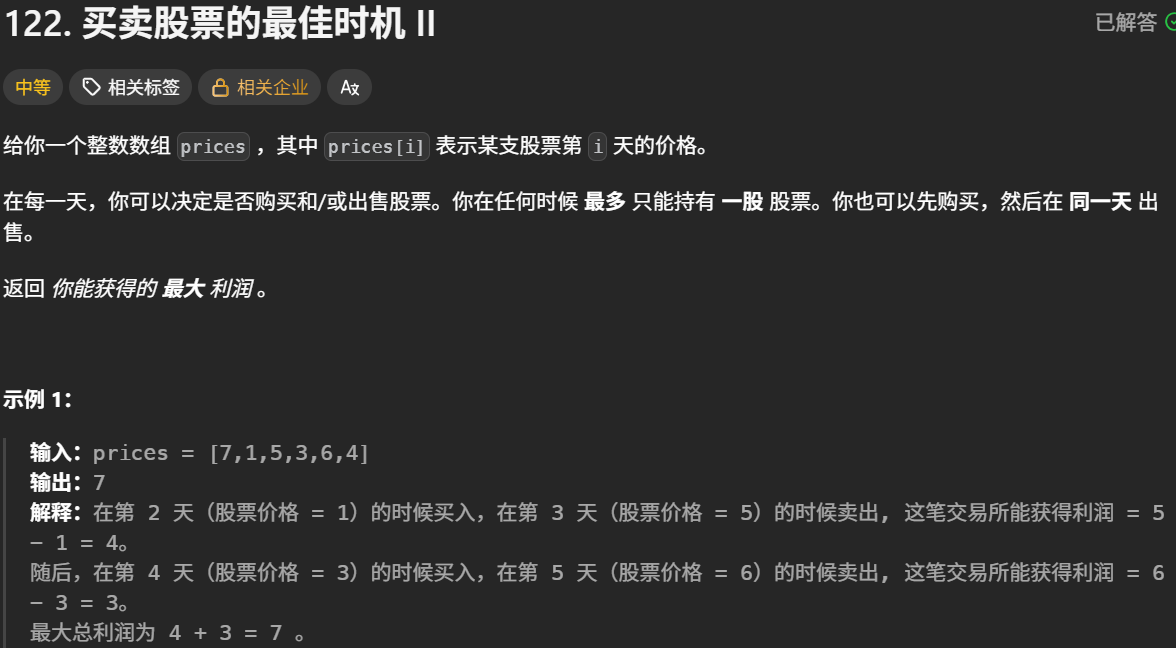 122. 买卖股票的最佳时机 II
已解答
中等 相关标签 相关企业 Ax
给你一个整数数组 prices ，其中 prices[i] 表示某支股票第 i 天的价格。
在每一天，你可以决定是否购买和/或出售股票。你在任何时候 最多 只能持有 一股 股票。你也可以先购买，然后在 同一天 出
售。
返回 你能获得的 最大 利润 。
示例 1：
输入：prices = [7,1,5,3,6,4]
输出：7
解释：在第 2 天（股票价格 = 1）的时候买入，在第 3 天（股票价格 = 5）的时候卖出, 这笔交易所能获得利润 = 5
- 1 = 4。
随后，在第 4 天（股票价格 = 3）的时候买入，在第 5 天（股票价格 = 6）的时候卖出, 这笔交易所能获得利润 = 6
- 3 = 3。
最大总利润为 4 + 3 = 7 。